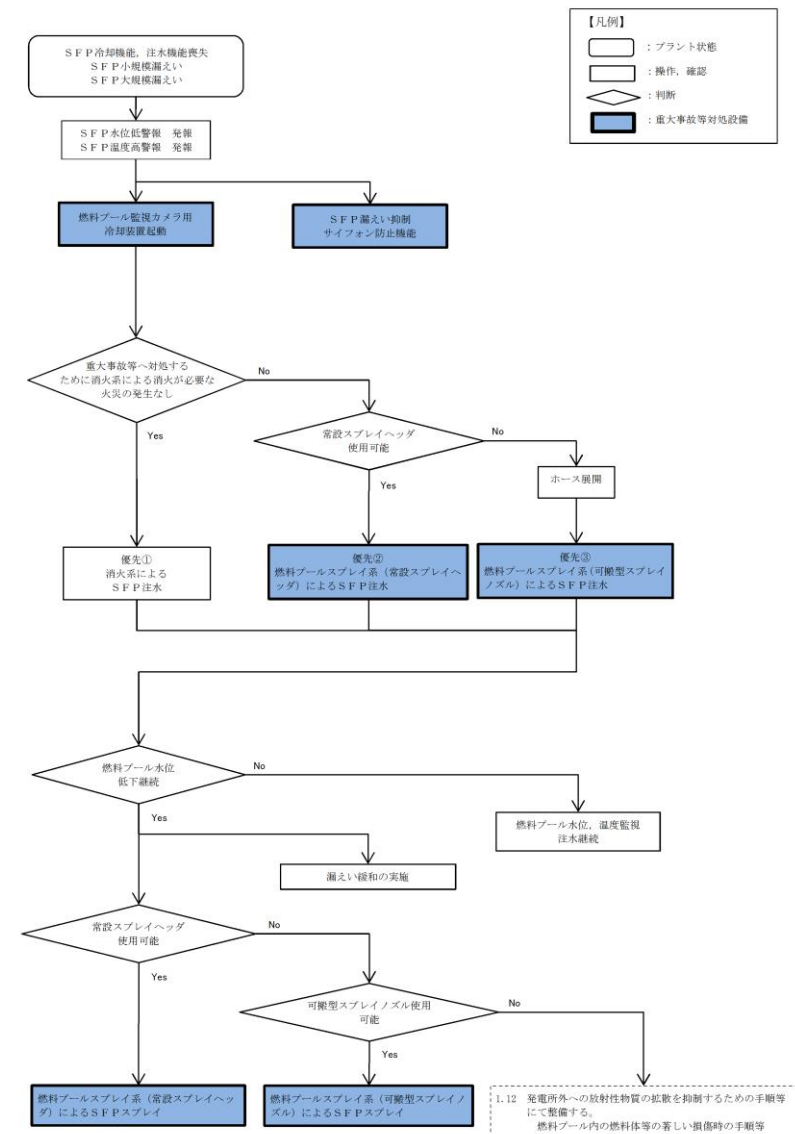 【凡例】
：プラント状態
：操作，確認
：判断
：重大事故等対処設備
ＳＦＰ冷却機能，注水機能喪失
ＳＦＰ小規模漏えい
ＳＦＰ大規模漏えい
ＳＦＰ水位低警報　発報
ＳＦＰ温度高警報　発報
燃料プール監視カメラ用
冷却装置起動
ＳＦＰ漏えい抑制
サイフォン防止機能
重大事故等へ対処する
ために消火系による消火が必要な
火災の発生なし
No
Yes
常設スプレイヘッダ
使用可能
No
Yes
ホース展開
優先①
消火系による
ＳＦＰ注水
優先②
燃料プールスプレイ系（常設スプレイヘ
ッダ）によるＳＦＰ注水
優先③
燃料プールスプレイ系（可搬型スプレイ
ノズル）によるＳＦＰ注水
燃料プール水位
低下継続
No
Yes
燃料プール水位，温度監視
注水継続
漏えい緩和の実施
常設スプレイヘッダ
使用可能
No
Yes
可搬型スプレイノズル使用
可能
No
Yes
燃料プールスプレイ系（常設スプレイヘッ
ダ）によるＳＦＰスプレイ
燃料プールスプレイ系（可搬型スプレイノ
ズル）によるＳＦＰスプレイ
1.12　発電所外への放射性物質の拡散を抑制するための手順等
にて整備する。
燃料プール内の燃料体等の著しい損傷時の手順等